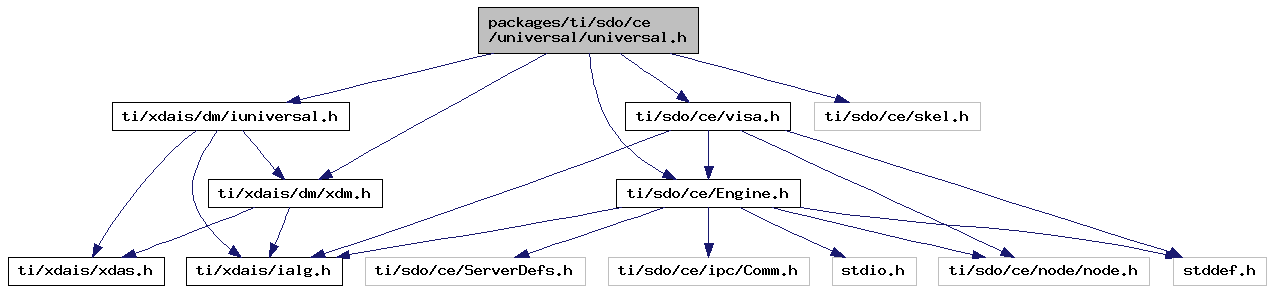 packages/ti/sdo/ce
/universal/universal.h
ti/xdais/dm/iuniversal.h
ti/sdo/ce/visa.h
ti/sdo/ce/skel.h
ti/xdais/dm/xdm.h
ti/sdo/ce/Engine.h
ti/xdais/xdas.h
ti/xdais/ialg.h
ti/sdo/ce/ServerDefs.h
ti/sdo/ce/ipc/Comm.h
stdio.h
ti/sdo/ce/node/node.h
stddef.h